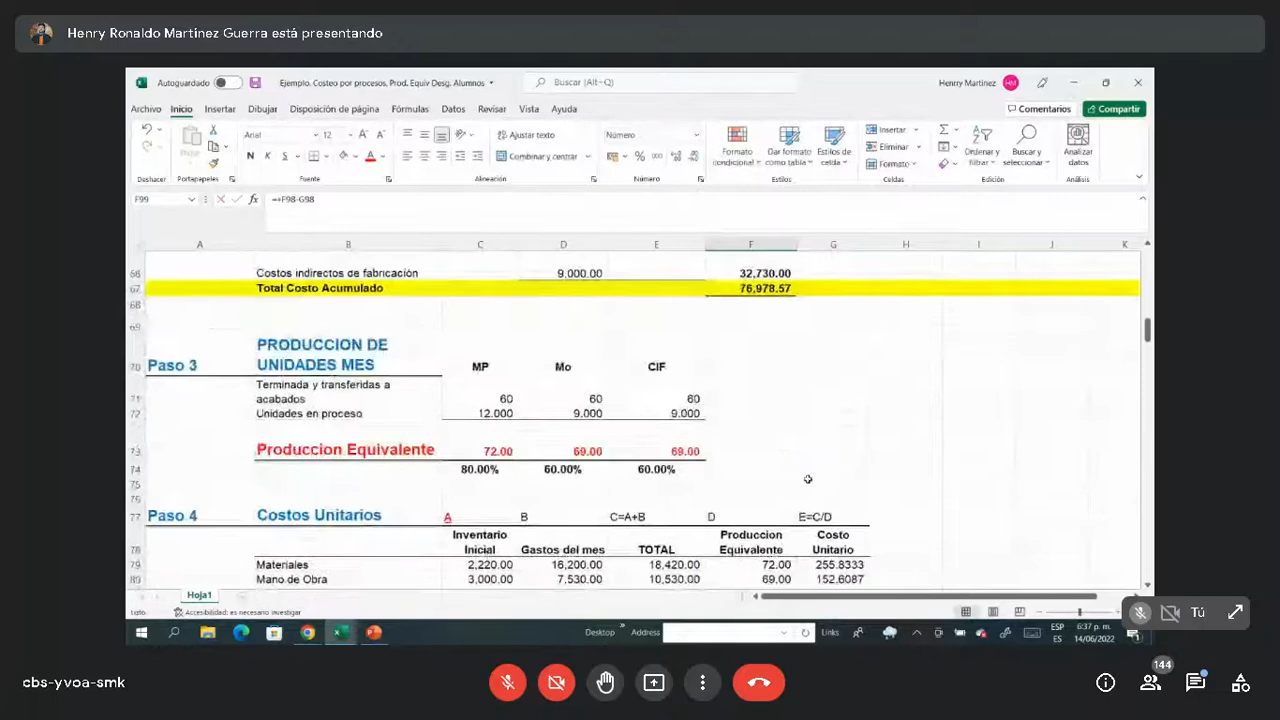 Henry Ronaldo Martinez Guerra está presentando
Autoguardado Ejemplo, Costeo por procesos, Prod. Equiv Desg. Alumnos Buscar (Alt+Q) Henry Martinez HM
Archivo Inicio Insertar Dibujar Disposición de página Fórmulas Datos Revisar Vista Ayuda Comentarios Compartir
Arial 12 Ajustar texto Número Insertar
N K S Combinar y centrar Formato condicional Dar formato como tabla Estilos de celda Eliminar Formato Ordenar y filtrar Buscar y seleccionar Analizar datos
Deshacer Portapapeles Fuente Alineación Número Estilos Celdas Edición Análisis
F99 fx =+F98-G98
A B C D E F G H I J K
66 Costos indirectos de fabricación 9,000.00 32,730.00
67 Total Costo Acumulado 76,978.57
68
69
70 Paso 3 PRODUCCION DE UNIDADES MES MP Mo CIF
71 Terminada y transferidas a acabados 60 60 60
72 Unidades en proceso 12.000 9.000 9.000
73 Produccion Equivalente 72.00 69.00 69.00
74 80.00% 60.00% 60.00%
75
76
77 Paso 4 Costos Unitarios A B C=A+B D E=C/D
78 Inventario Inicial Gastos del mes TOTAL Produccion Equivalente Costo Unitario
79 Materiales 2,220.00 16,200.00 18,420.00 72.00 255.8333
80 Mano de Obra 3,000.00 7,530.00 10,530.00 69.00 152.6087
Hoja1
Listo Accesibilidad: es necesario investigar
Desktop Address Links ESP ES 6:37 p. m. 14/06/2022
Tú
cbs-yvoa-smk
144